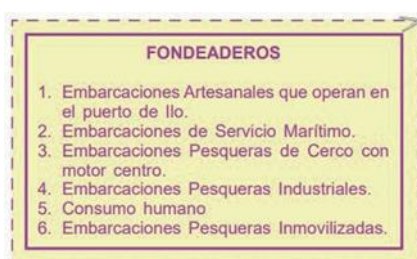 FONDEADEROS
1. Embarcaciones Artesanales que operan en
el puerto de Ilo.
2. Embarcaciones de Servicio Marítimo.
3. Embarcaciones Pesqueras de Cerco con
motor centro.
4. Embarcaciones Pesqueras Industriales.
5. Consumo humano
6. Embarcaciones Pesqueras Inmovilizadas.